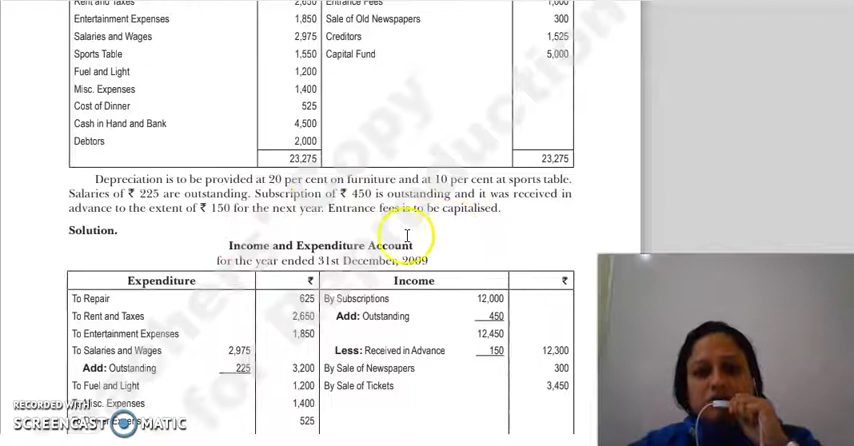 Rent and Taxes 2,650 Entrance Fees 1,000
Entertainment Expenses 1,850 Sale of Old Newspapers 300
Salaries and Wages 2,975 Creditors 1,525
Sports Table 1,550 Capital Fund 5,000
Fuel and Light 1,200
Misc. Expenses 1,400
Cost of Dinner 525
Cash in Hand and Bank 4,500
Debtors 2,000
23,275 23,275
Depreciation is to be provided at 20 per cent on furniture and at 10 per cent at sports table.
Salaries of ₹ 225 are outstanding. Subscription of ₹ 450 is outstanding and it was received in
advance to the extent of ₹ 150 for the next year. Entrance fees is to be capitalised.
Solution.
Income and Expenditure Account
for the year ended 31st December, 2009
Expenditure ₹ Income ₹
To Repair 625 By Subscriptions 12,000
To Rent and Taxes 2,650 Add: Outstanding 450
To Entertainment Expenses 1,850 12,450
To Salaries and Wages 2,975 Less: Received in Advance 150 12,300
Add: Outstanding 225 3,200 By Sale of Newspapers 300
To Fuel and Light 1,200 By Sale of Tickets 3,450
To Misc. Expenses 1,400
525
RECORDED WITH
SCREENCAST MATIC